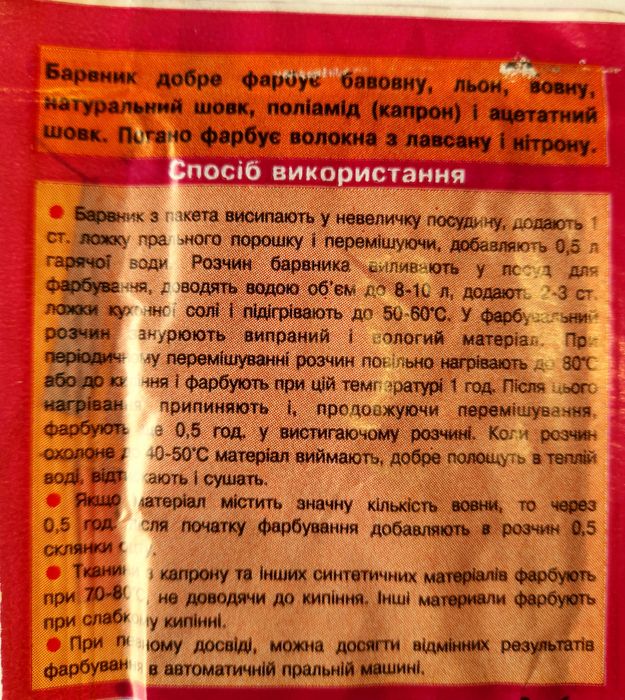 Барвник добре фарбує бавовну, льон, вовну,
натуральний шовк, поліамід (капрон) і ацетатний
шовк. Погано фарбує волокна з лавсану і нітрону.
Спосіб використання
● Барвник з пакета висипають у невеличку посудину, додають 1
ст. ложку прального порошку і перемішуючи, добавляють 0,5 л
гарячої води. Розчин барвника виливають у посуд для
фарбування, доводять водою об'єм до 8-10 л, додають 2-3 ст.
ложки кухонної солі і підігрівають до 50-60°С. У фарбувальний
розчин занурюють випраний і вологий матеріал. При
періодичному перемішуванні розчин повільно нагрівають до 80°С
або до кипіння і фарбують при цій температурі 1 год. Після цього
нагрівання припиняють і, продовжуючи перемішування,
фарбують ще 0,5 год. у вистигаючому розчині. Коли розчин
охолоне до 40-50°С матеріал виймають, добре полощуть в теплій
воді, відтискають і сушать.
● Якщо матеріал містить значну кількість вовни, то через
0,5 год. після початку фарбування добавляють в розчин 0,5
склянки
● Тканини з капрону та інших синтетичних матеріалів фарбують
при 70-80°С, не доводячи до кипіння. Інші материали фарбують
при слабкому кипінні.
● При певному досвіді, можна досягти відмінних результатів
фарбування в автоматичній пральній машині.